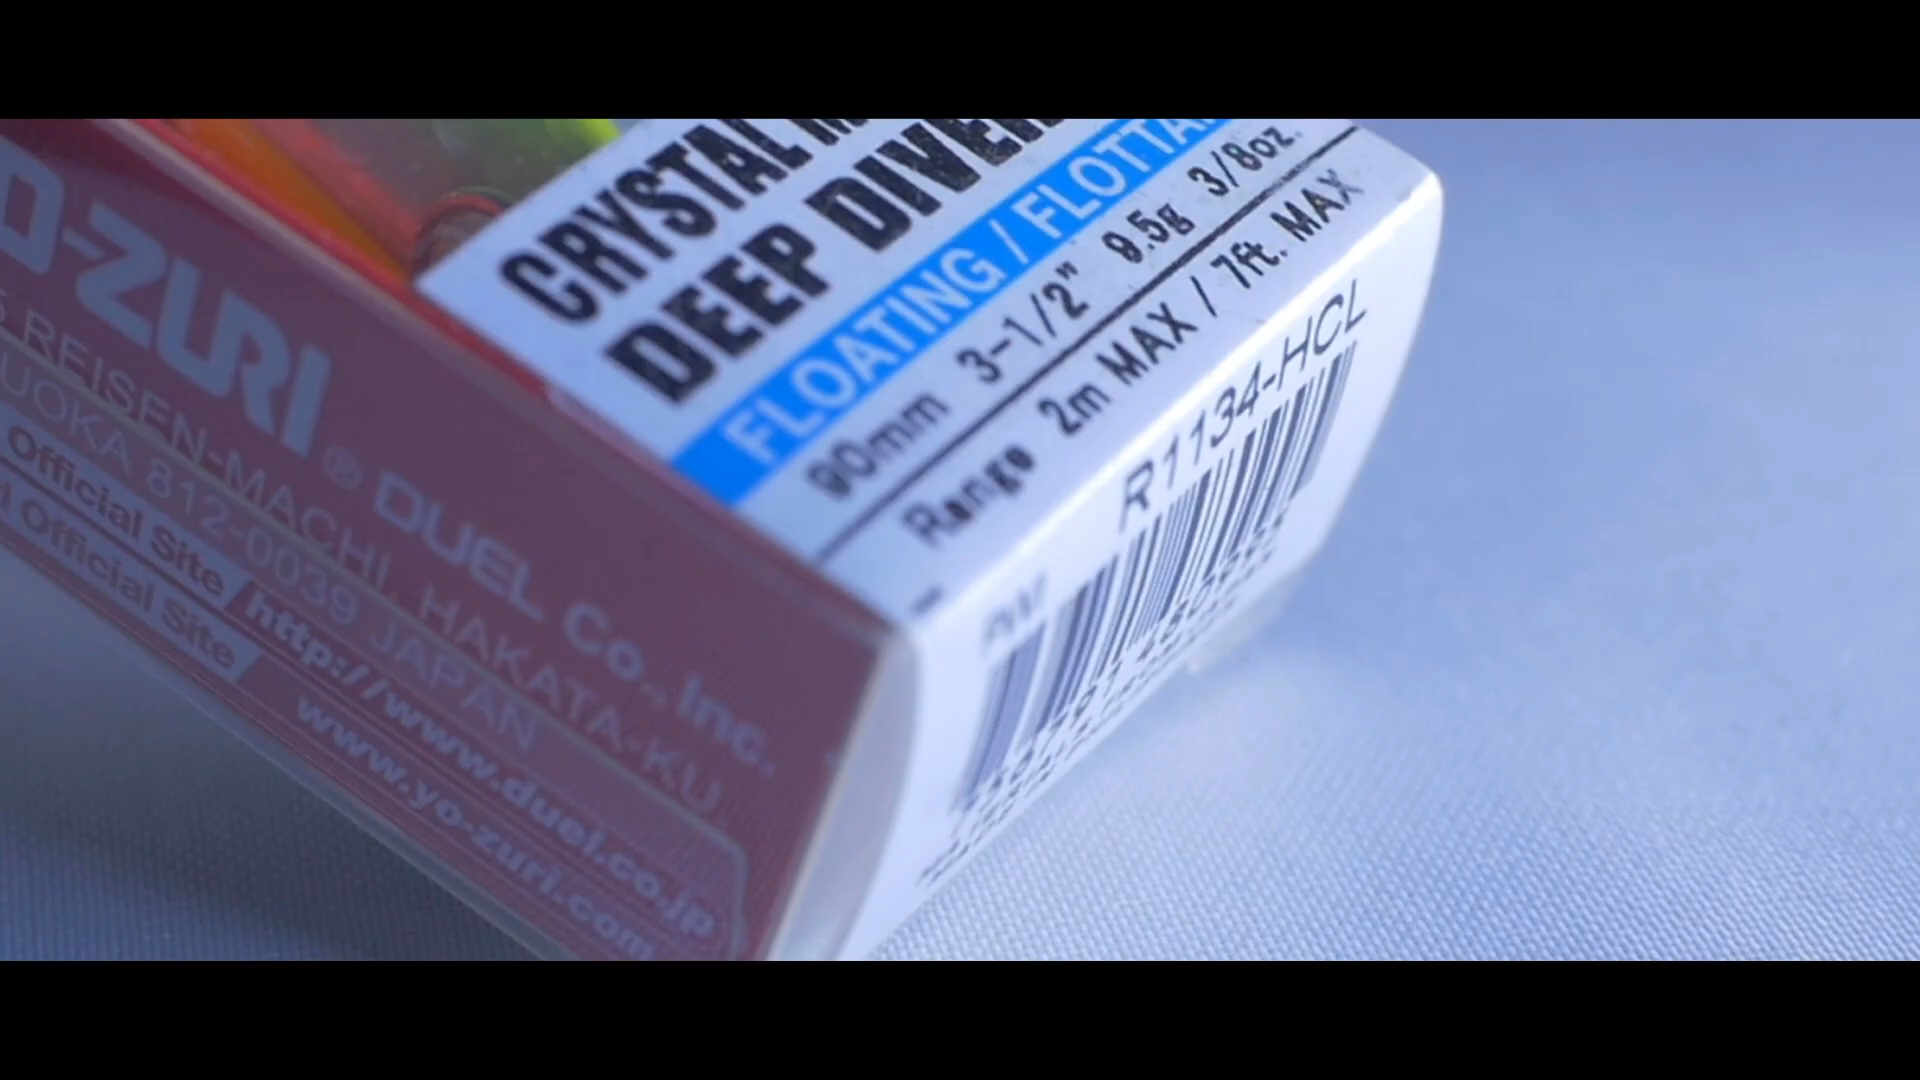 CRYSTAL
DEEP DIVER
FLOATING / FLOTTA
90mm 3-1/2" 9.5g 3/8oz.
Range 2m MAX / 7ft. MAX
R1134-HCL
O-ZURI ® DUEL Co., Inc.
REISEN-MACHI, HAKATA-KU
UOKA 812-0039 JAPAN
Official Site http://www.duel.co.jp
Official Site www.yo-zuri.com